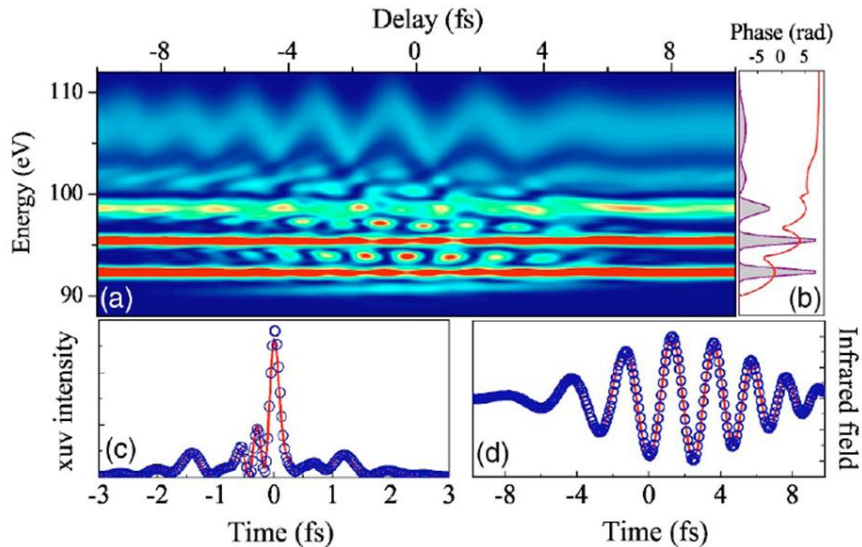 Delay (fs)
-8 -4 0 4 8
Phase (rad)
-5 0 5
Energy (eV)
110
100
90
(a)
(b)
xuv intensity
(c)
-3 -2 -1 0 1 2 3
Time (fs)
(d)
Infrared field
-8 -4 0 4 8
Time (fs)